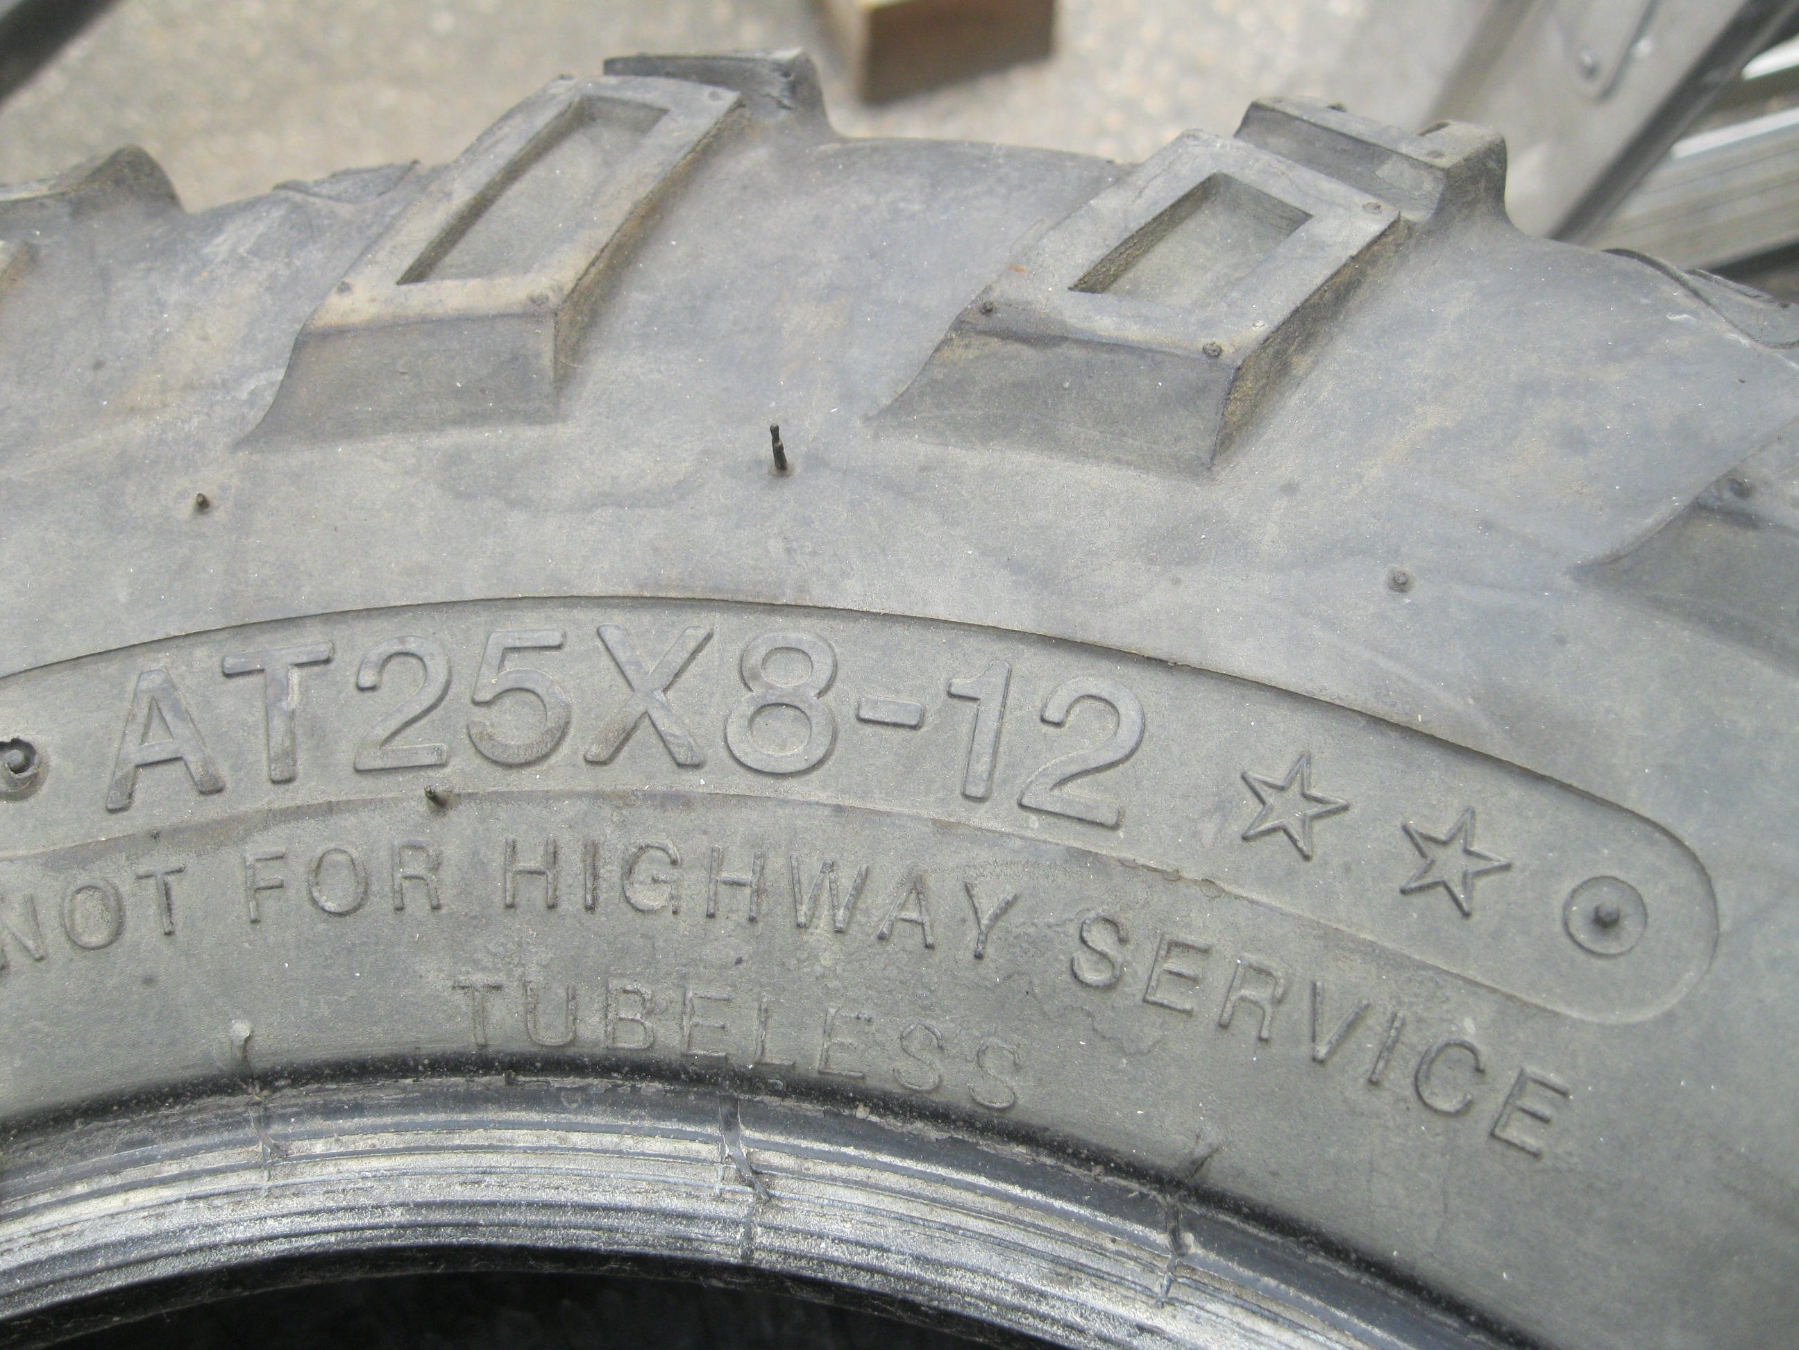 AT25X8-12 ☆ ☆
NOT FOR HIGHWAY SERVICE
TUBELESS